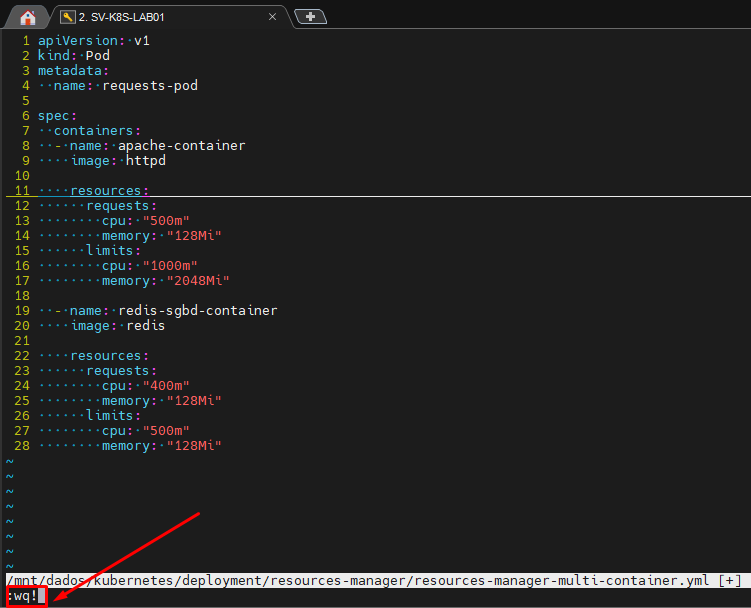 2. SV-K8S-LAB01
1 apiVersion: v1
2 kind: Pod
3 metadata:
4 ··name: requests-pod
5
6 spec:
7 ··containers:
8 ··- name: apache-container
9 ····image: httpd
10
11 ····resources:
12 ······requests:
13 ········cpu: "500m"
14 ········memory: "128Mi"
15 ······limits:
16 ········cpu: "1000m"
17 ········memory: "2048Mi"
18
19 ··- name: redis-sgbd-container
20 ····image: redis
21
22 ····resources:
23 ······requests:
24 ········cpu: "400m"
25 ········memory: "128Mi"
26 ······limits:
27 ········cpu: "500m"
28 ········memory: "128Mi"
~
~
~
~
~
~
~
~
/mnt/dados/kubernetes/deployment/resources-manager/resources-manager-multi-container.yml [+]
:wq!